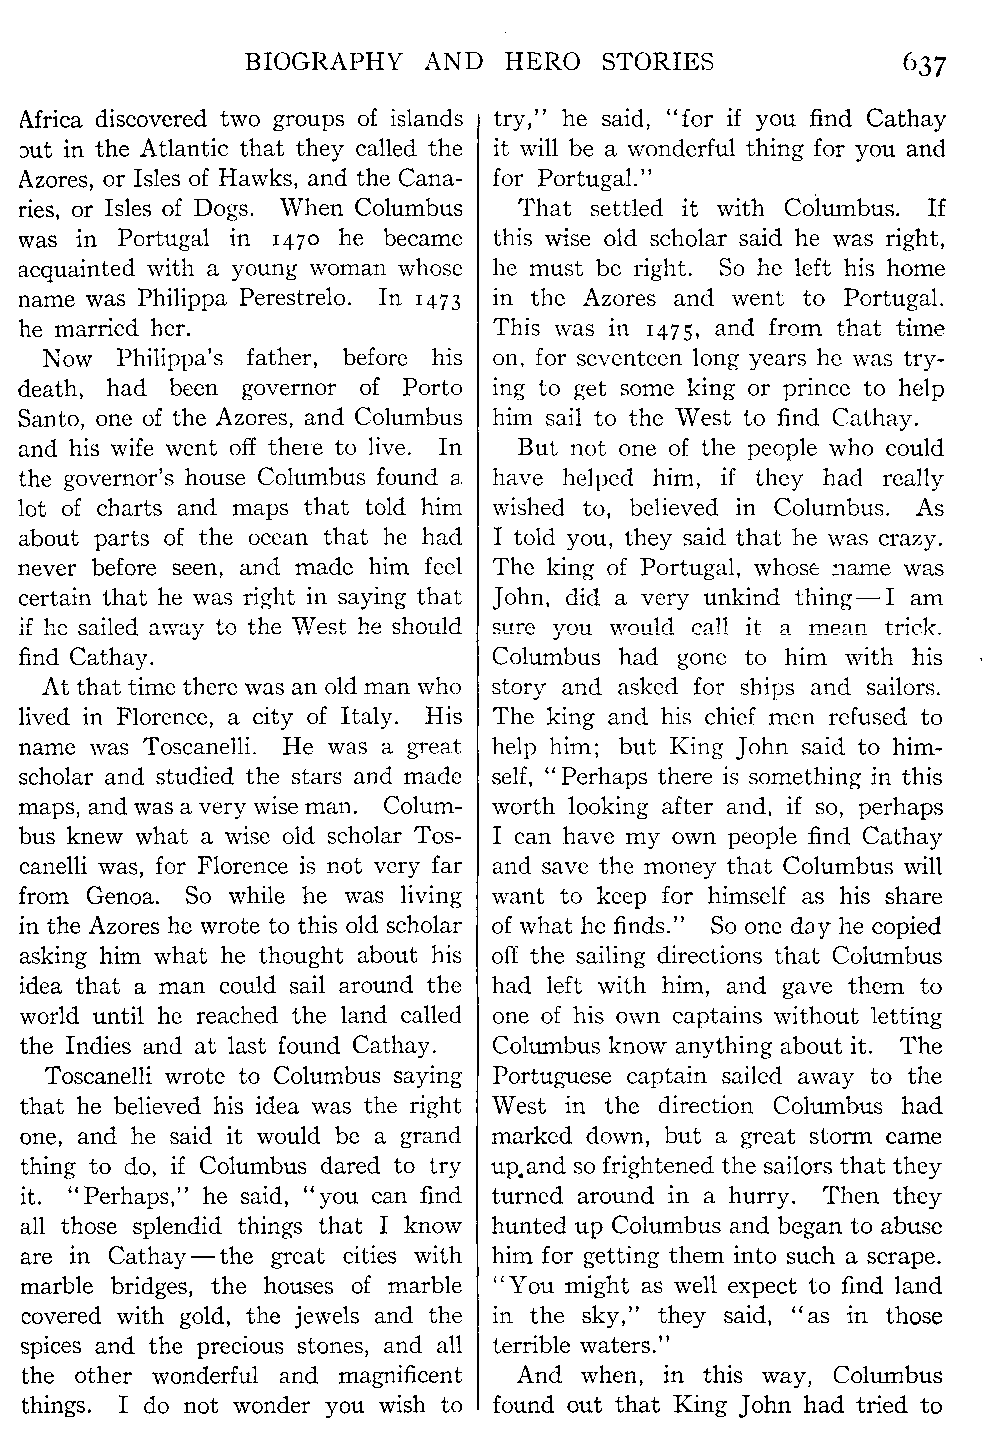 BIOGRAPHY AND HERO STORIES 637
Africa discovered two groups of islands
out in the Atlantic that they called the
Azores, or Isles of Hawks, and the Cana-
ries, or Isles of Dogs. When Columbus
was in Portugal in 1470 he became
acquainted with a young woman whose
name was Philippa Perestrelo. In 1473
he married her.
Now Philippa's father, before his
death, had been governor of Porto
Santo, one of the Azores, and Columbus
and his wife went off there to live. In
the governor's house Columbus found a
lot of charts and maps that told him
about parts of the ocean that he had
never before seen, and made him feel
certain that he was right in saying that
if he sailed away to the West he should
find Cathay.
At that time there was an old man who
lived in Florence, a city of Italy. His
name was Toscanelli. He was a great
scholar and studied the stars and made
maps, and was a very wise man. Colum-
bus knew what a wise old scholar Tos-
canelli was, for Florence is not very far
from Genoa. So while he was living
in the Azores he wrote to this old scholar
asking him what he thought about his
idea that a man could sail around the
world until he reached the land called
the Indies and at last found Cathay.
Toscanelli wrote to Columbus saying
that he believed his idea was the right
one, and he said it would be a grand
thing to do, if Columbus dared to try
it. "Perhaps," he said, "you can find
all those splendid things that I know
are in Cathay—the great cities with
marble bridges, the houses of marble
covered with gold, the jewels and the
spices and the precious stones, and all
the other wonderful and magnificent
things. I do not wonder you wish to
try," he said, "for if you find Cathay
it will be a wonderful thing for you and
for Portugal."
That settled it with Columbus. If
this wise old scholar said he was right,
he must be right. So he left his home
in the Azores and went to Portugal.
This was in 1475, and from that time
on, for seventeen long years he was try-
ing to get some king or prince to help
him sail to the West to find Cathay.
But not one of the people who could
have helped him, if they had really
wished to, believed in Columbus. As
I told you, they said that he was crazy.
The king of Portugal, whose name was
John, did a very unkind thing—I am
sure you would call it a mean trick.
Columbus had gone to him with his
story and asked for ships and sailors.
The king and his chief men refused to
help him; but King John said to him-
self, "Perhaps there is something in this
worth looking after and, if so, perhaps
I can have my own people find Cathay
and save the money that Columbus will
want to keep for himself as his share
of what he finds." So one day he copied
off the sailing directions that Columbus
had left with him, and gave them to
one of his own captains without letting
Columbus know anything about it. The
Portuguese captain sailed away to the
West in the direction Columbus had
marked down, but a great storm came
up and so frightened the sailors that they
turned around in a hurry. Then they
hunted up Columbus and began to abuse
him for getting them into such a scrape.
"You might as well expect to find land
in the sky," they said, "as in those
terrible waters."
And when, in this way, Columbus
found out that King John had tried to